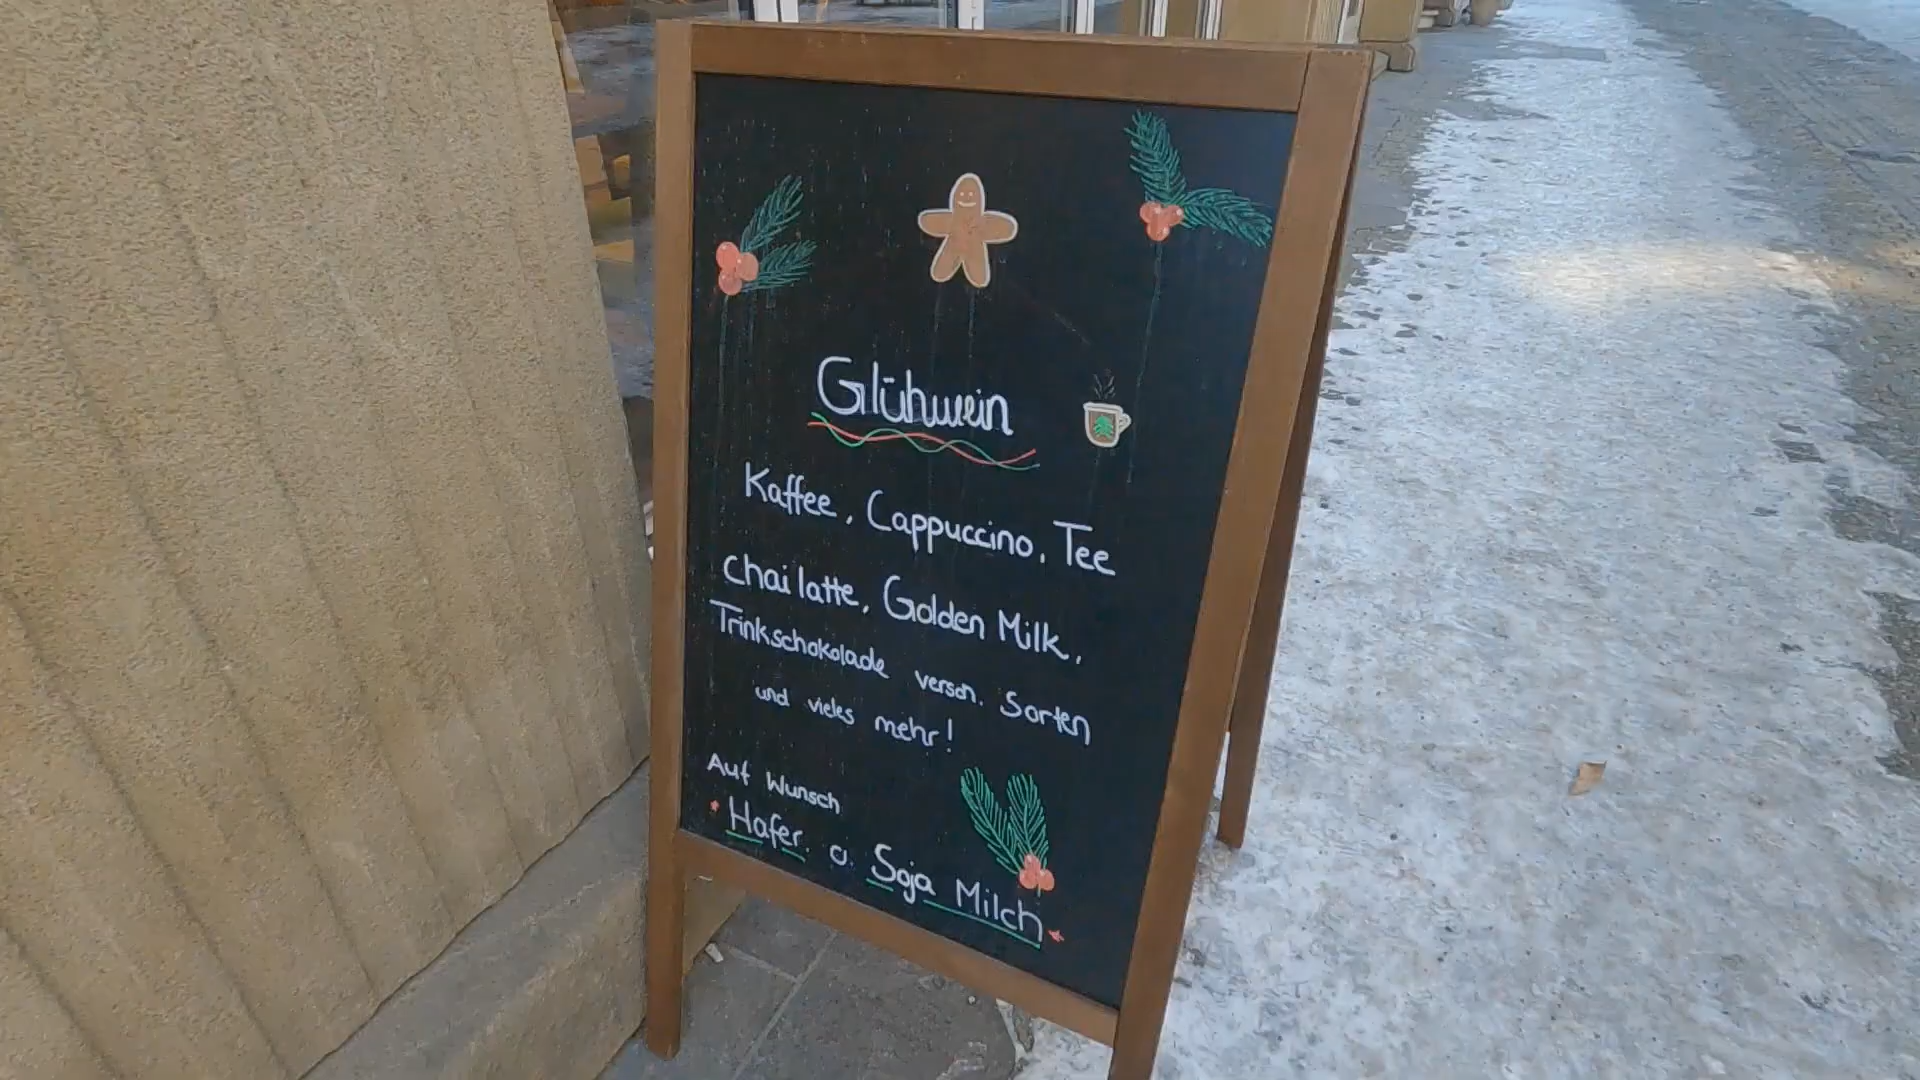 Glühwein
Kaffee, Cappuccino, Tee
Chai latte, Golden Milk,
Trinkschokolade versch. Sorten
und vieles mehr!
Auf Wunsch
Hafer. o. Soja Milch